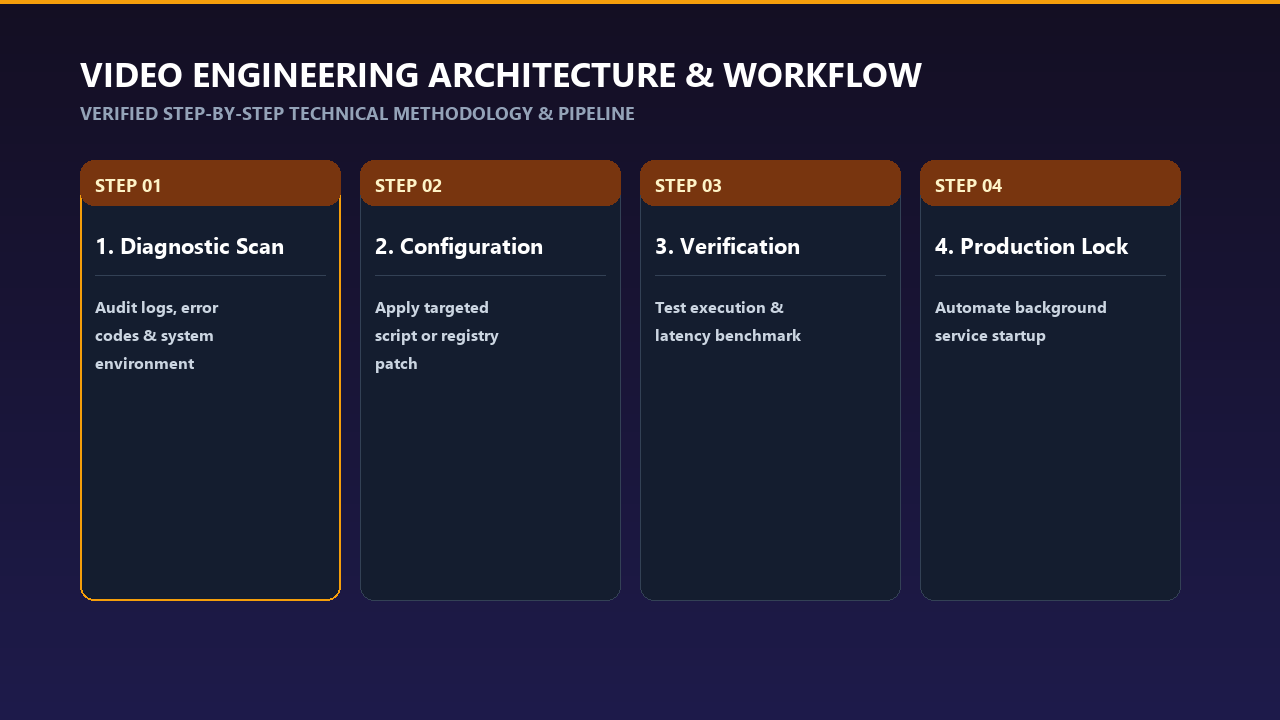 VIDEO ENGINEERING ARCHITECTURE & WORKFLOW
VERIFIED STEP-BY-STEP TECHNICAL METHODOLOGY & PIPELINE
STEP 01
1. Diagnostic Scan
Audit logs, error
codes & system
environment
STEP 02
2. Configuration
Apply targeted
script or registry
patch
STEP 03
3. Verification
Test execution &
latency benchmark
STEP 04
4. Production Lock
Automate background
service startup